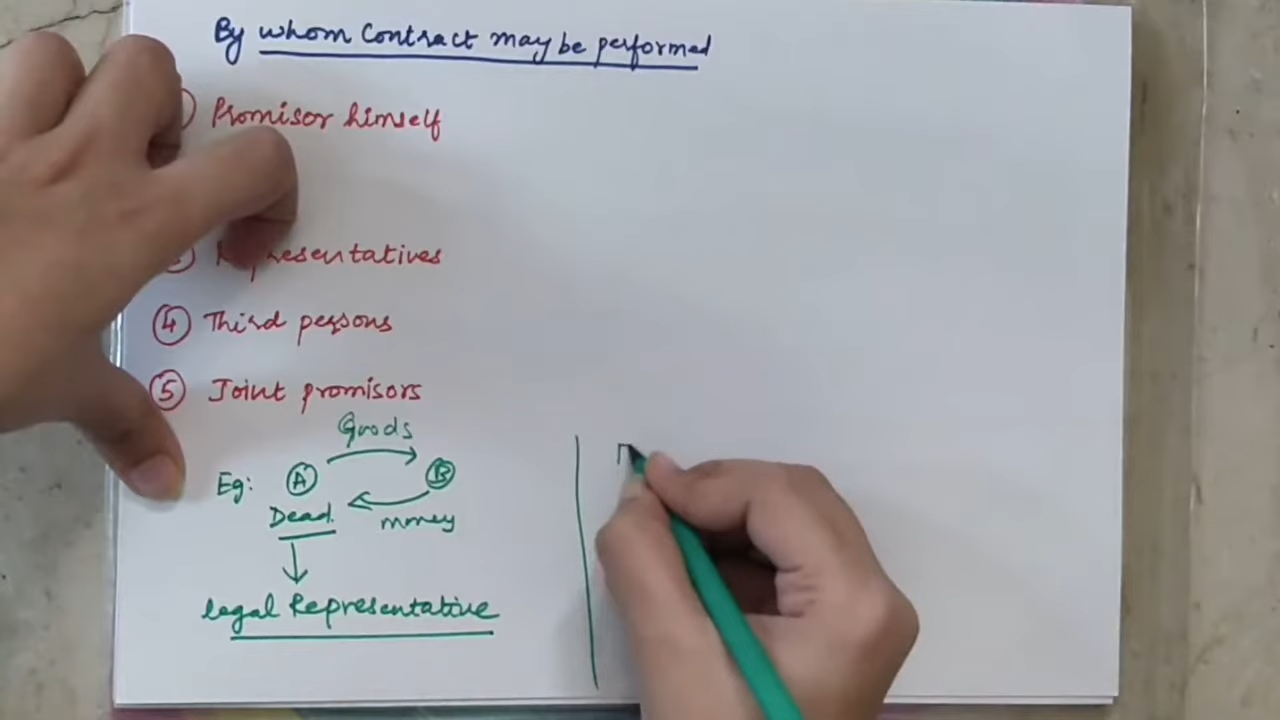 By whom Contract may be performed
Promisor himself
Representatives
④ Third persons
⑤ Joint promisors
Goods
Eg: Ⓐ Ⓑ
Dead money
legal Representative